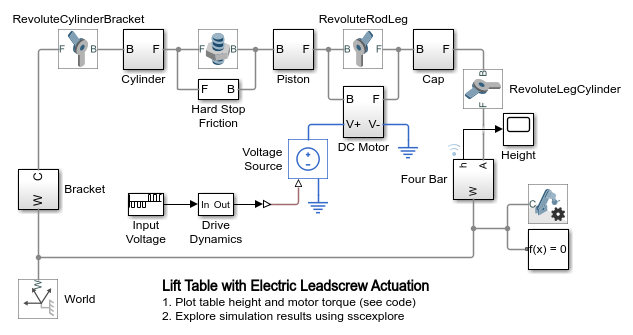 RevoluteCylinderBracket
RevoluteRodLeg
F B
B F
F B
B F
F B
B F
Cylinder
Piston
Cap
F B
Hard Stop
Friction
B
F
RevoluteLegCylinder
B F
V+ V-
DC Motor
Voltage
Source
h A
W
Four Bar
Height
C
W
Bracket
In Out
Input
Voltage
Drive
Dynamics
C
f(x) = 0
W
World
Lift Table with Electric Leadscrew Actuation
1. Plot table height and motor torque (see code)
2. Explore simulation results using sscexplore